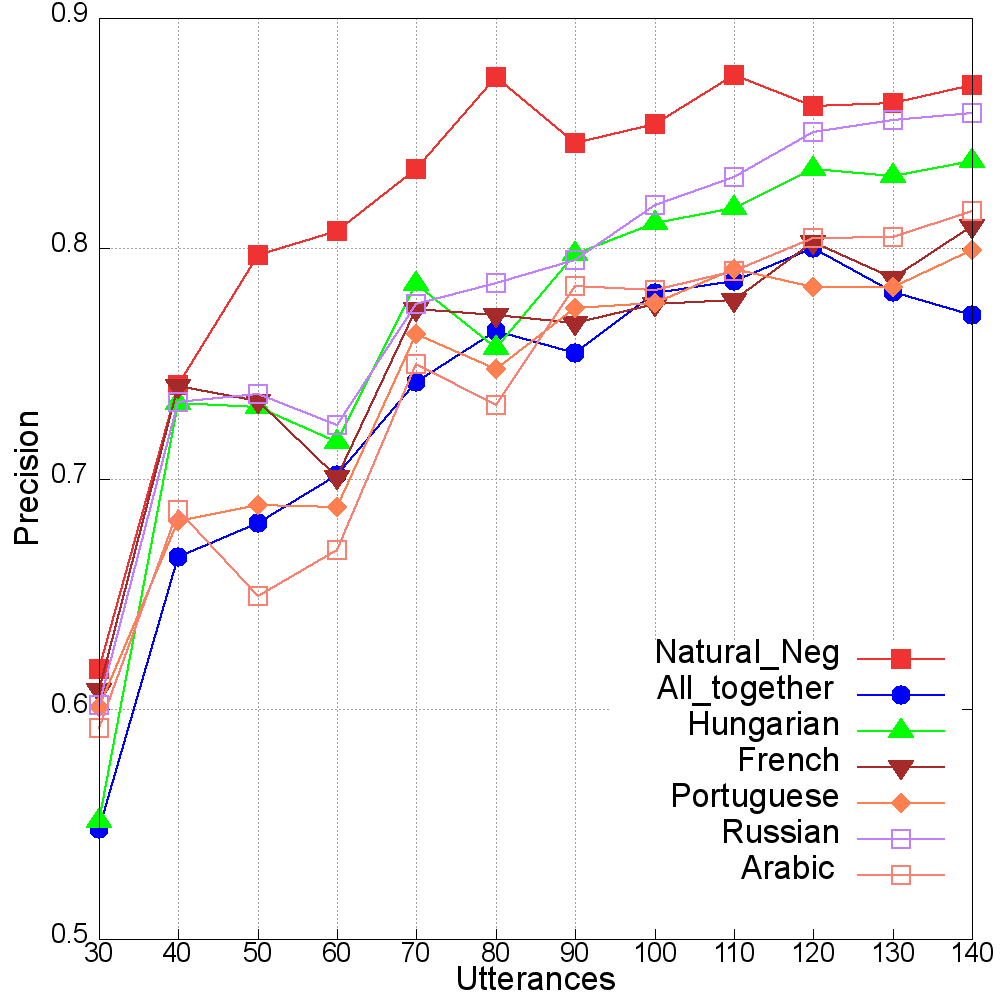 0.9
0.8
0.7
0.6
0.5
Precision
Natural_Neg
All_together
Hungarian
French
Portuguese
Russian
Arabic
30 40 50 60 70 80 90 100 110 120 130 140
Utterances